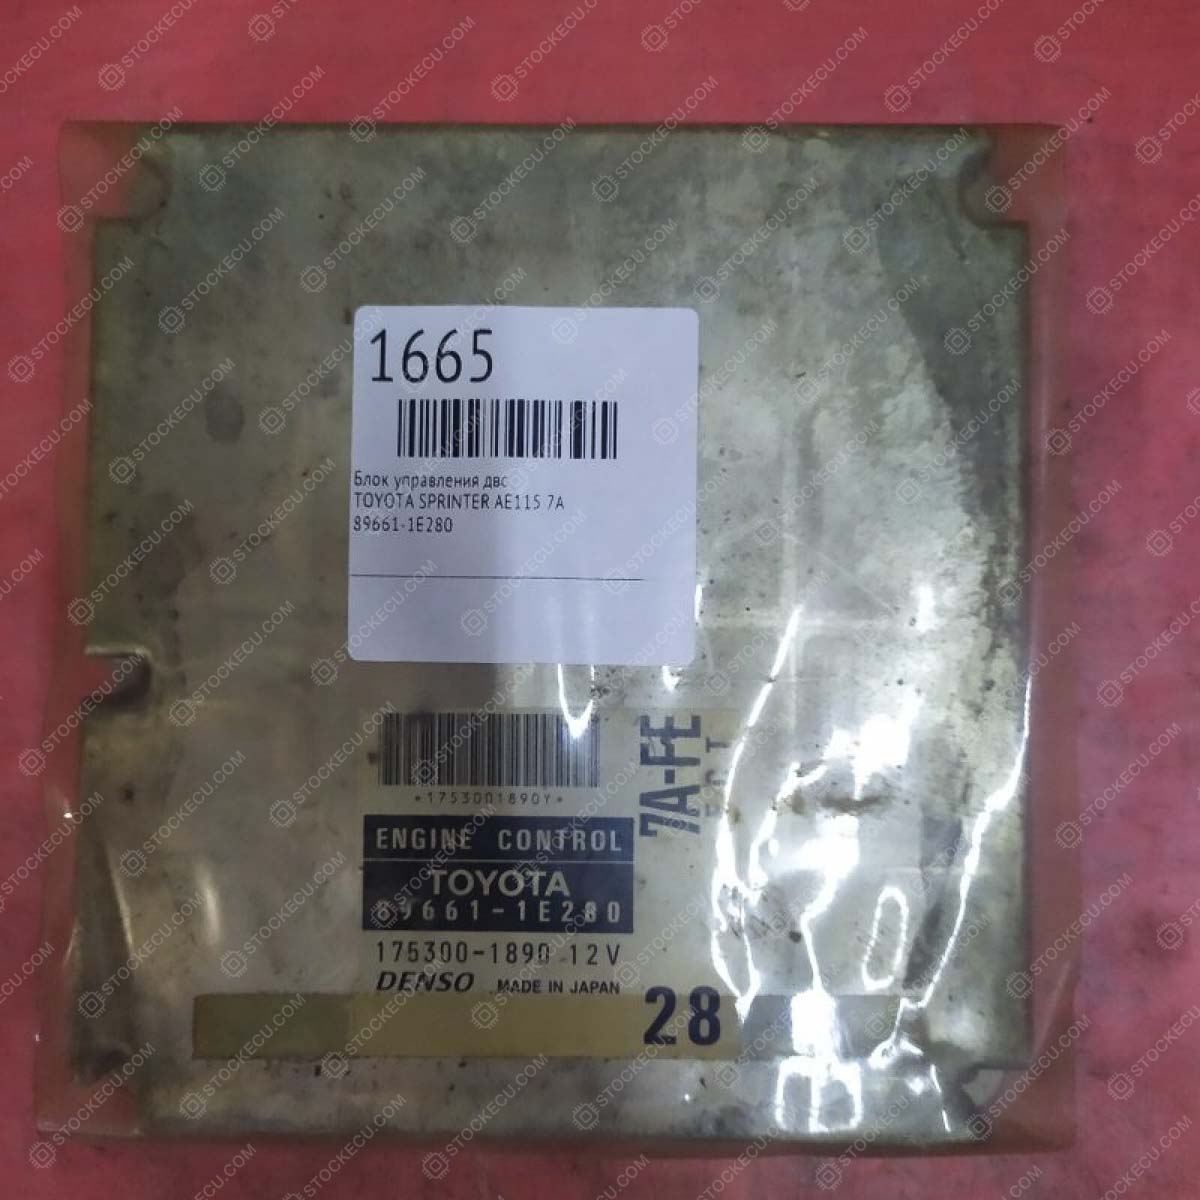 1665
Блок управления двс
TOYOTA SPRINTER AE115 7A
89661-1E280
*1753001890Y*
7A-FE
ECT
ENGINE CONTROL
TOYOTA
89661-1E280
175300-1890 12V
DENSO MADE IN JAPAN
28
STOCKECU.COM